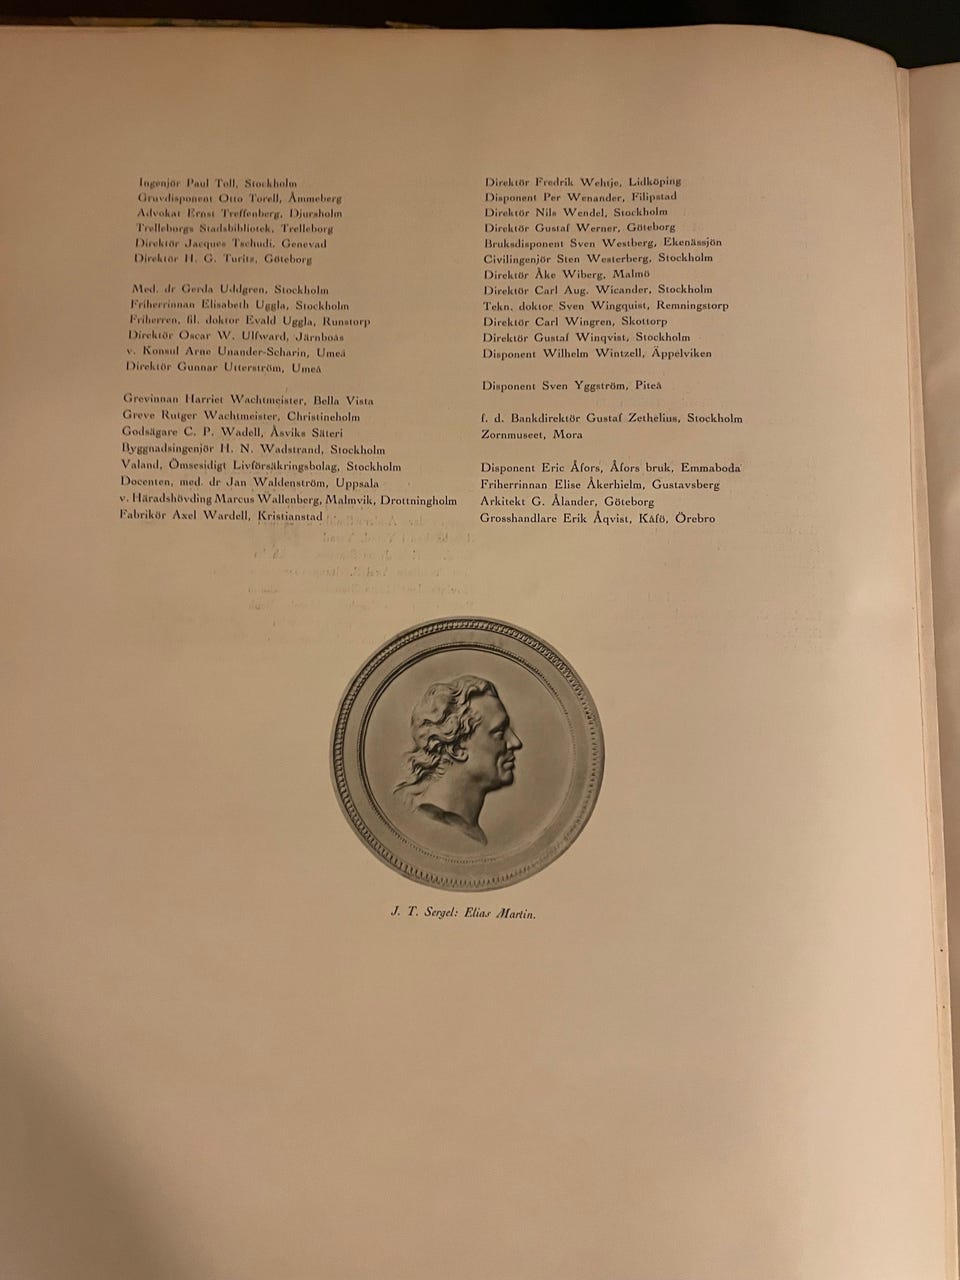 Ingenjör Paul Toll, Stockholm
Gruvdisponent Otto Torell, Åmmeberg
Advokat Ernst Treffenberg, Djursholm
Trelleborgs Stadsbibliotek, Trelleborg
Direktör Jacques Tschudi, Genevad
Direktör H. G. Turitz, Göteborg
Med. dr Gerda Uddgren, Stockholm
Friherrinnan Elisabeth Uggla, Stockholm
Friherren, fil. doktor Evald Uggla, Runstorp
Direktör Oscar W. Ulfward, Järnboås
v. Konsul Arne Unander-Scharin, Umeå
Direktör Gunnar Utterström, Umeå
Grevinnan Harriet Wachtmeister, Bella Vista
Greve Rutger Wachtmeister, Christineholm
Godsägare C. P. Wadell, Åsviks Säteri
Byggnadsingenjör H. N. Wadstrand, Stockholm
Valand, Ömsesidigt Livförsäkringsbolag, Stockholm
Docenten, med. dr Jan Waldenström, Uppsala
v. Häradshövding Marcus Wallenberg, Malmvik, Drottningholm
Fabrikör Axel Wardell, Kristianstad
Direktör Fredrik Wehtje, Lidköping
Disponent Per Wenander, Filipstad
Direktör Nils Wendel, Stockholm
Direktör Gustaf Werner, Göteborg
Bruksdisponent Sven Westberg, Ekenässjön
Civilingenjör Sten Westerberg, Stockholm
Direktör Åke Wiberg, Malmö
Direktör Carl Aug. Wicander, Stockholm
Tekn. doktor Sven Wingquist, Remningstorp
Direktör Carl Wingren, Skottorp
Direktör Gustaf Winqvist, Stockholm
Disponent Wilhelm Wintzell, Äppelviken
Disponent Sven Yggström, Piteå
f. d. Bankdirektör Gustaf Zethelius, Stockholm
Zornmuseet, Mora
Disponent Eric Åfors, Åfors bruk, Emmaboda
Friherrinnan Elise Åkerhielm, Gustavsberg
Arkitekt G. Ålander, Göteborg
Grosshandlare Erik Åqvist, Kåfö, Örebro
J. T. Sergel: Elias Martin.